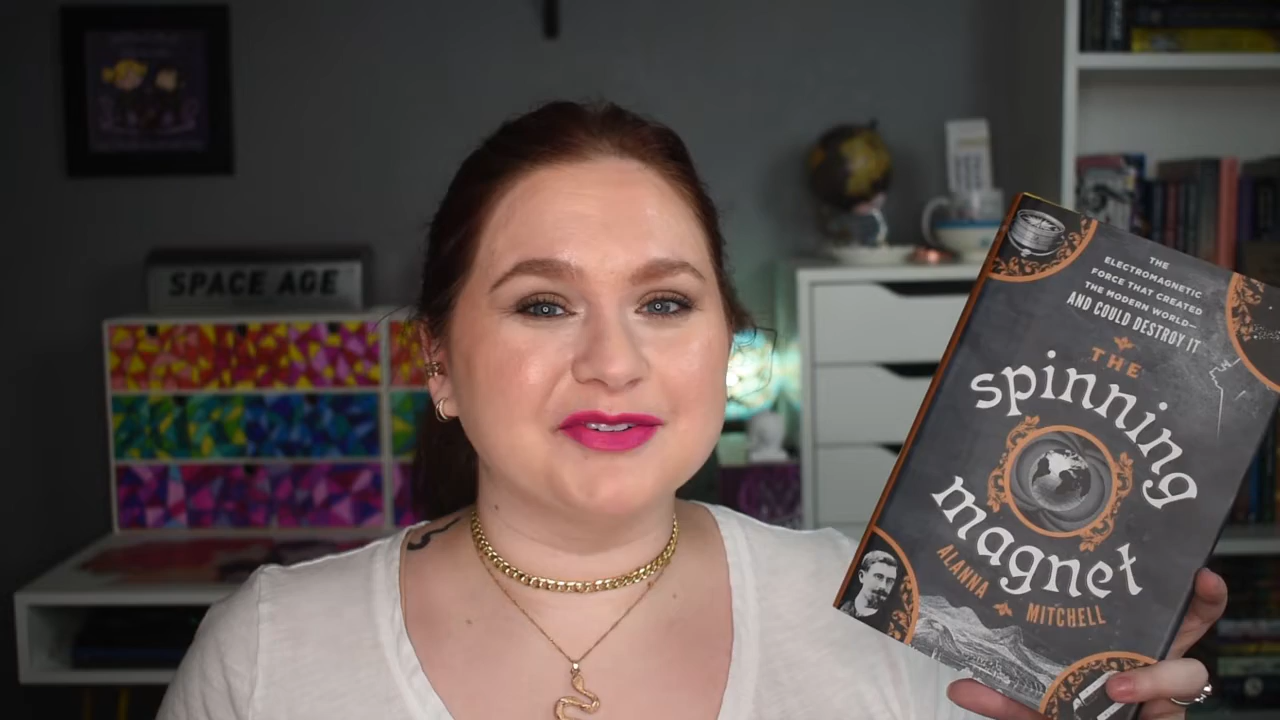 SPACE AGE
THE
ELECTROMAGNETIC
FORCE THAT CREATED
THE MODERN WORLD—
AND COULD DESTROY IT
THE
spinning
magnet
ALANNA
MITCHELL